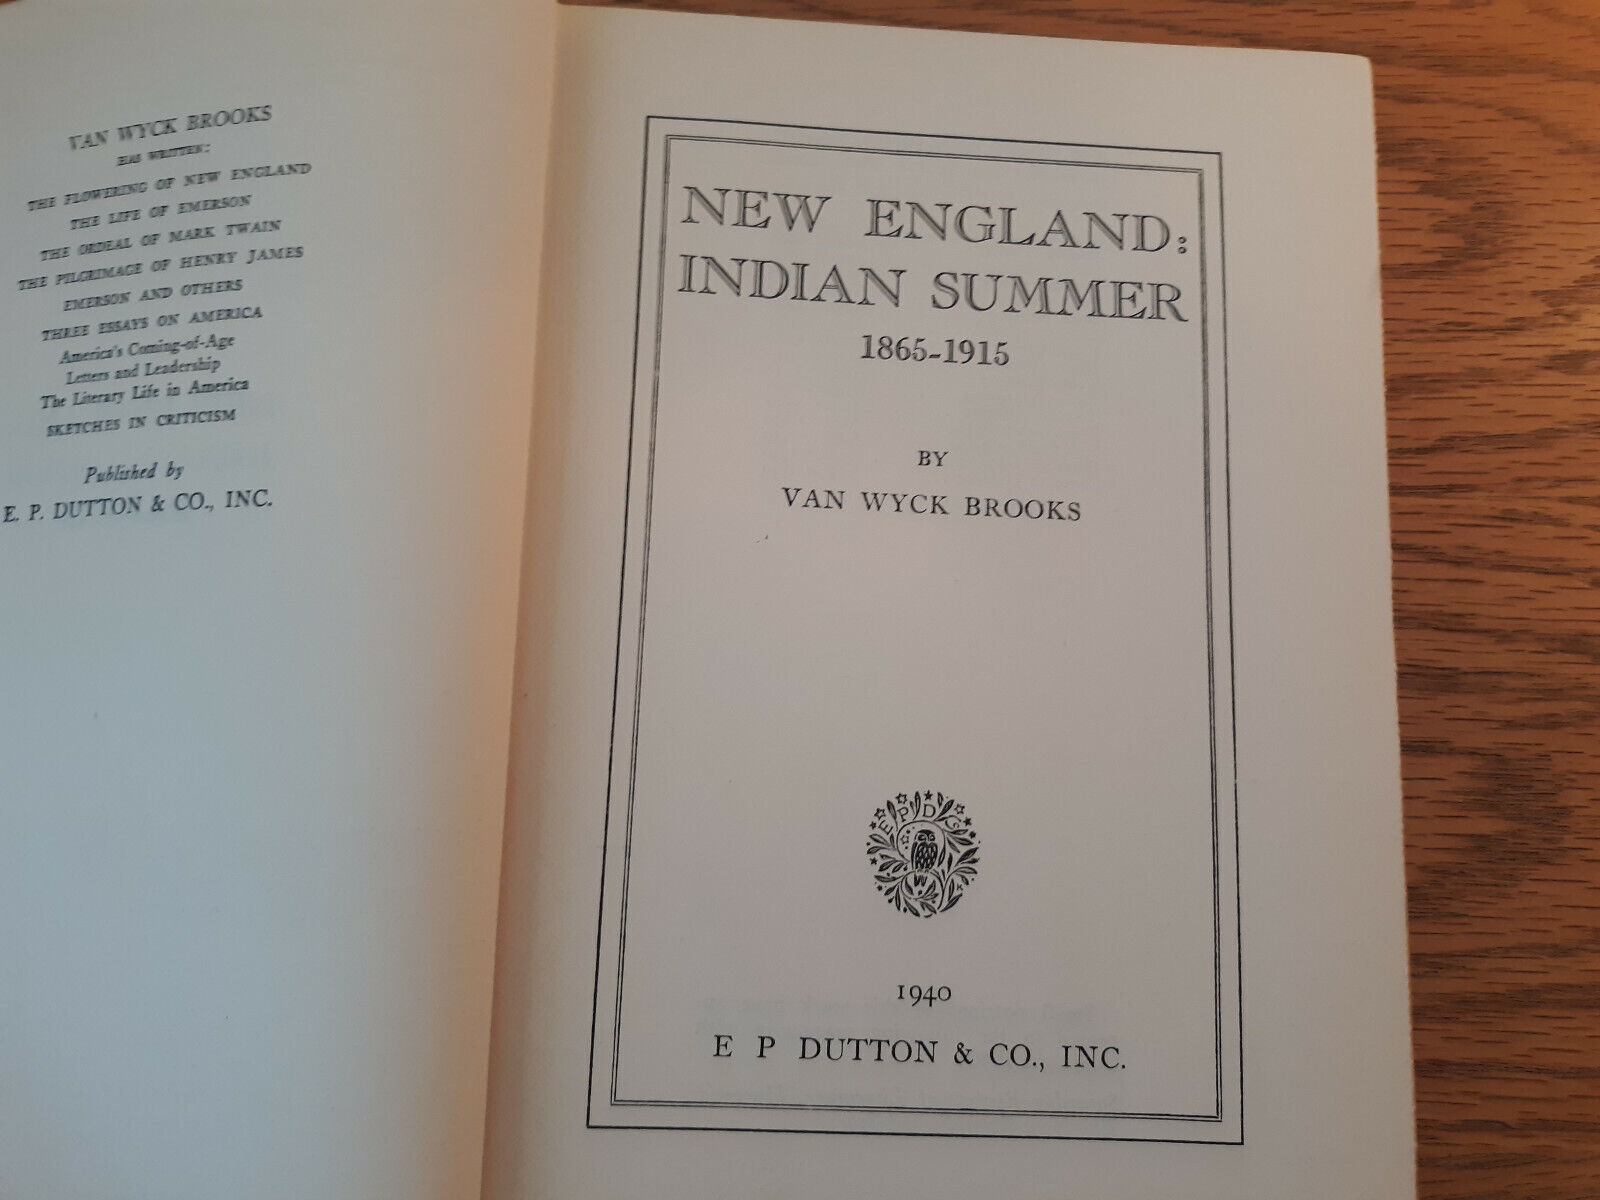 VAN WYCK BROOKS
HAS WRITTEN:
THE FLOWERING OF NEW ENGLAND
THE LIFE OF EMERSON
THE ORDEAL OF MARK TWAIN
THE PILGRIMAGE OF HENRY JAMES
EMERSON AND OTHERS
THREE ESSAYS ON AMERICA
America's Coming-of-Age
Letters and Leadership
The Literary Life in America
SKETCHES IN CRITICISM
Published by
E. P. DUTTON & CO., INC.
NEW ENGLAND:
INDIAN SUMMER
1865-1915
BY
VAN WYCK BROOKS
E P D C
1940
E P DUTTON & CO., INC.